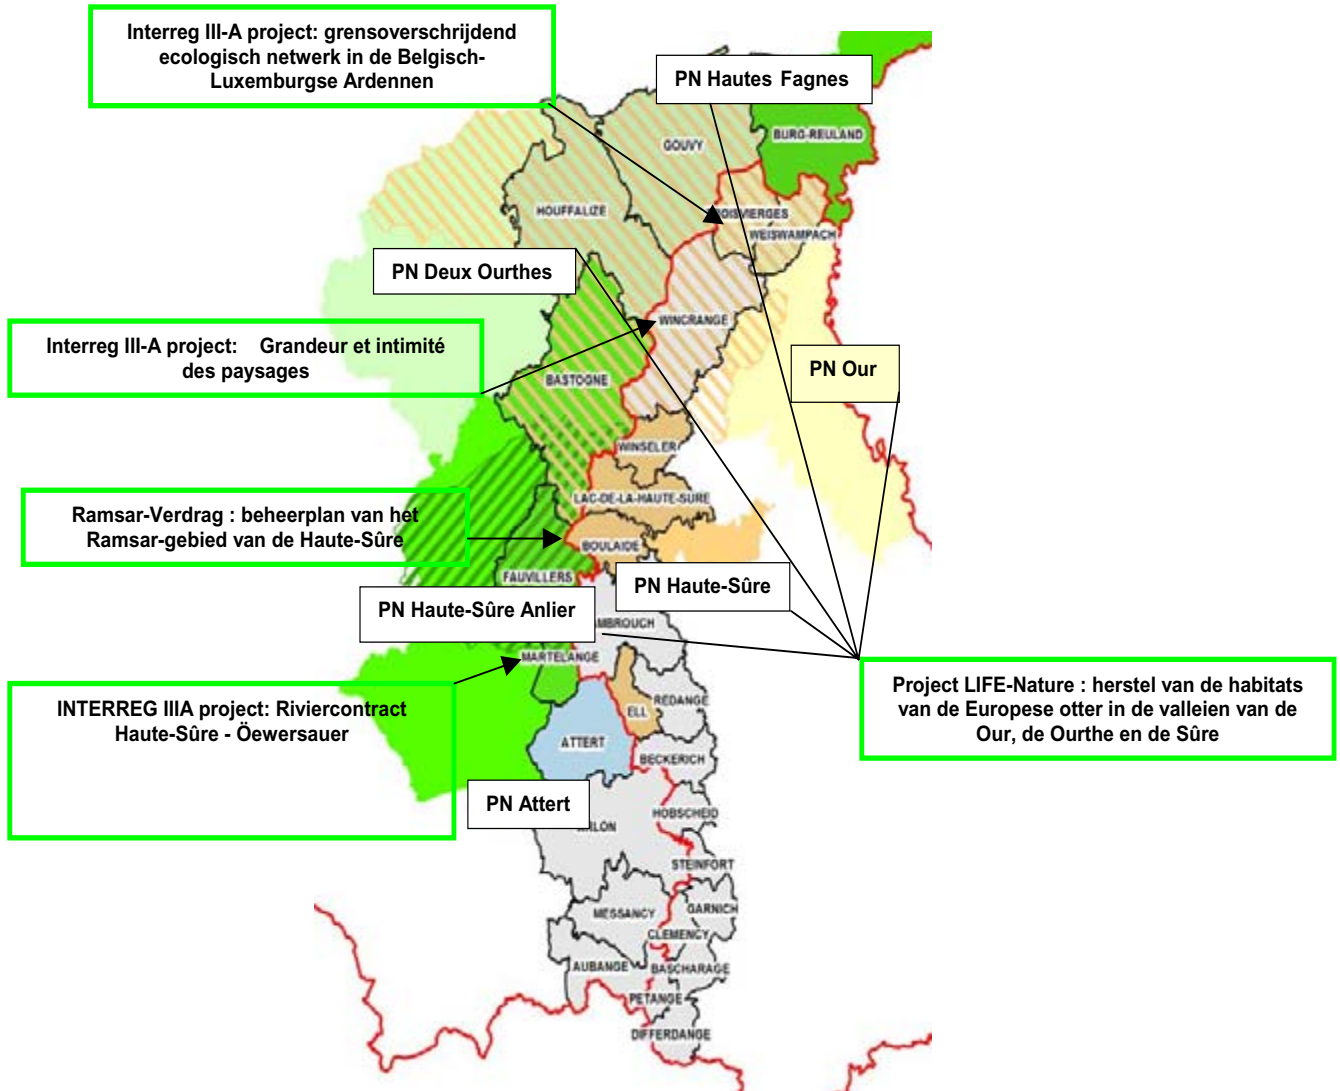 Interreg III-A project: grensoverschrijdend
ecologisch netwerk in de Belgisch-
Luxemburgse Ardennen
PN Hautes Fagnes
BURG-REULAND
GOUVY
HOUFFALIZE
ROISVIERGES
WEISWAMPACH
PN Deux Ourthes
WINCRANGE
Interreg III-A project: Grandeur et intimité
des paysages
BASTOGNE
PN Our
WINSELER
LAC-DE-LA-HAUTE-SURE
Ramsar-Verdrag : beheerplan van het
Ramsar-gebied van de Haute-Sûre
BOULAIDE
FAUVILLERS
PN Haute-Sûre
PN Haute-Sûre Anlier
AMBROUCH
MARTELANGE
REDANGE
ELL
INTERREG IIIA project: Riviercontract
Haute-Sûre - Öewersauer
Project LIFE-Nature : herstel van de habitats
van de Europese otter in de valleien van de
Our, de Ourthe en de Sûre
ATTERT
BECKERICH
PN Attert
HOBSCHEID
ARLON
STEINFORT
MESSANCY
GARNICH
CLEMENCY
AUBANGE
BASCHARAGE
PETANGE
DIFFERDANGE